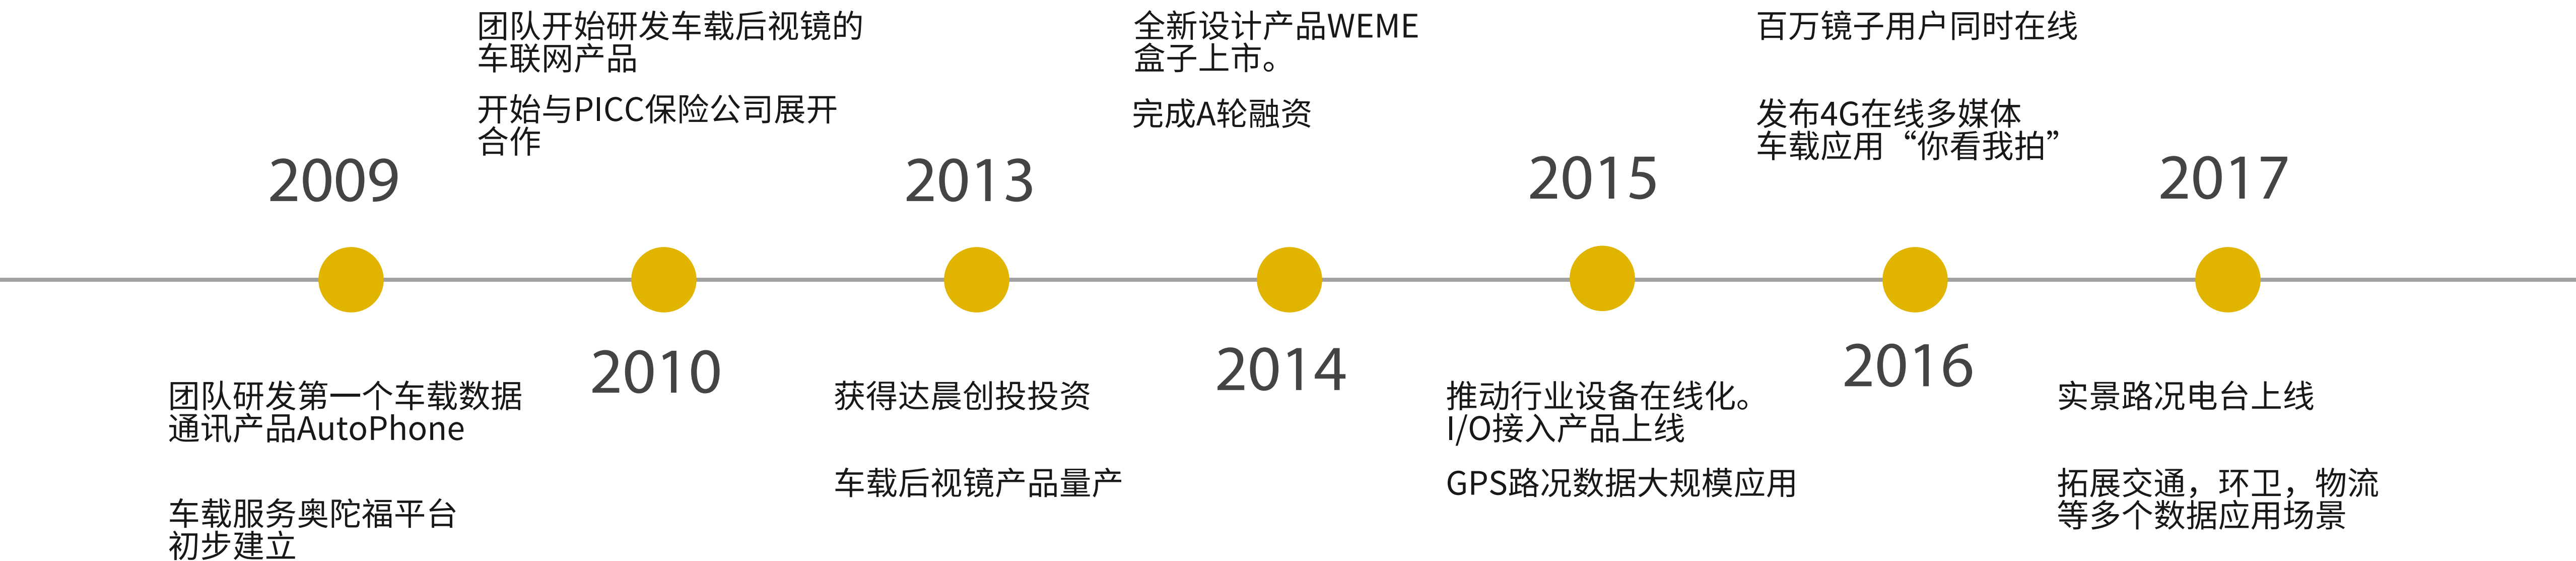 2009
团队研发第一个车载数据
通讯产品AutoPhone
车载服务奥陀福平台
初步建立
团队开始研发车载后视镜的
车联网产品
开始与PICC保险公司展开
合作
2010
2013
获得达晨创投投资
车载后视镜产品量产
全新设计产品WEME
盒子上市。
完成A轮融资
2014
2015
推动行业设备在线化。
I/O接入产品上线
GPS路况数据大规模应用
百万镜子用户同时在线
发布4G在线多媒体
车载应用“你看我拍”
2016
2017
实景路况电台上线
拓展交通，环卫，物流
等多个数据应用场景